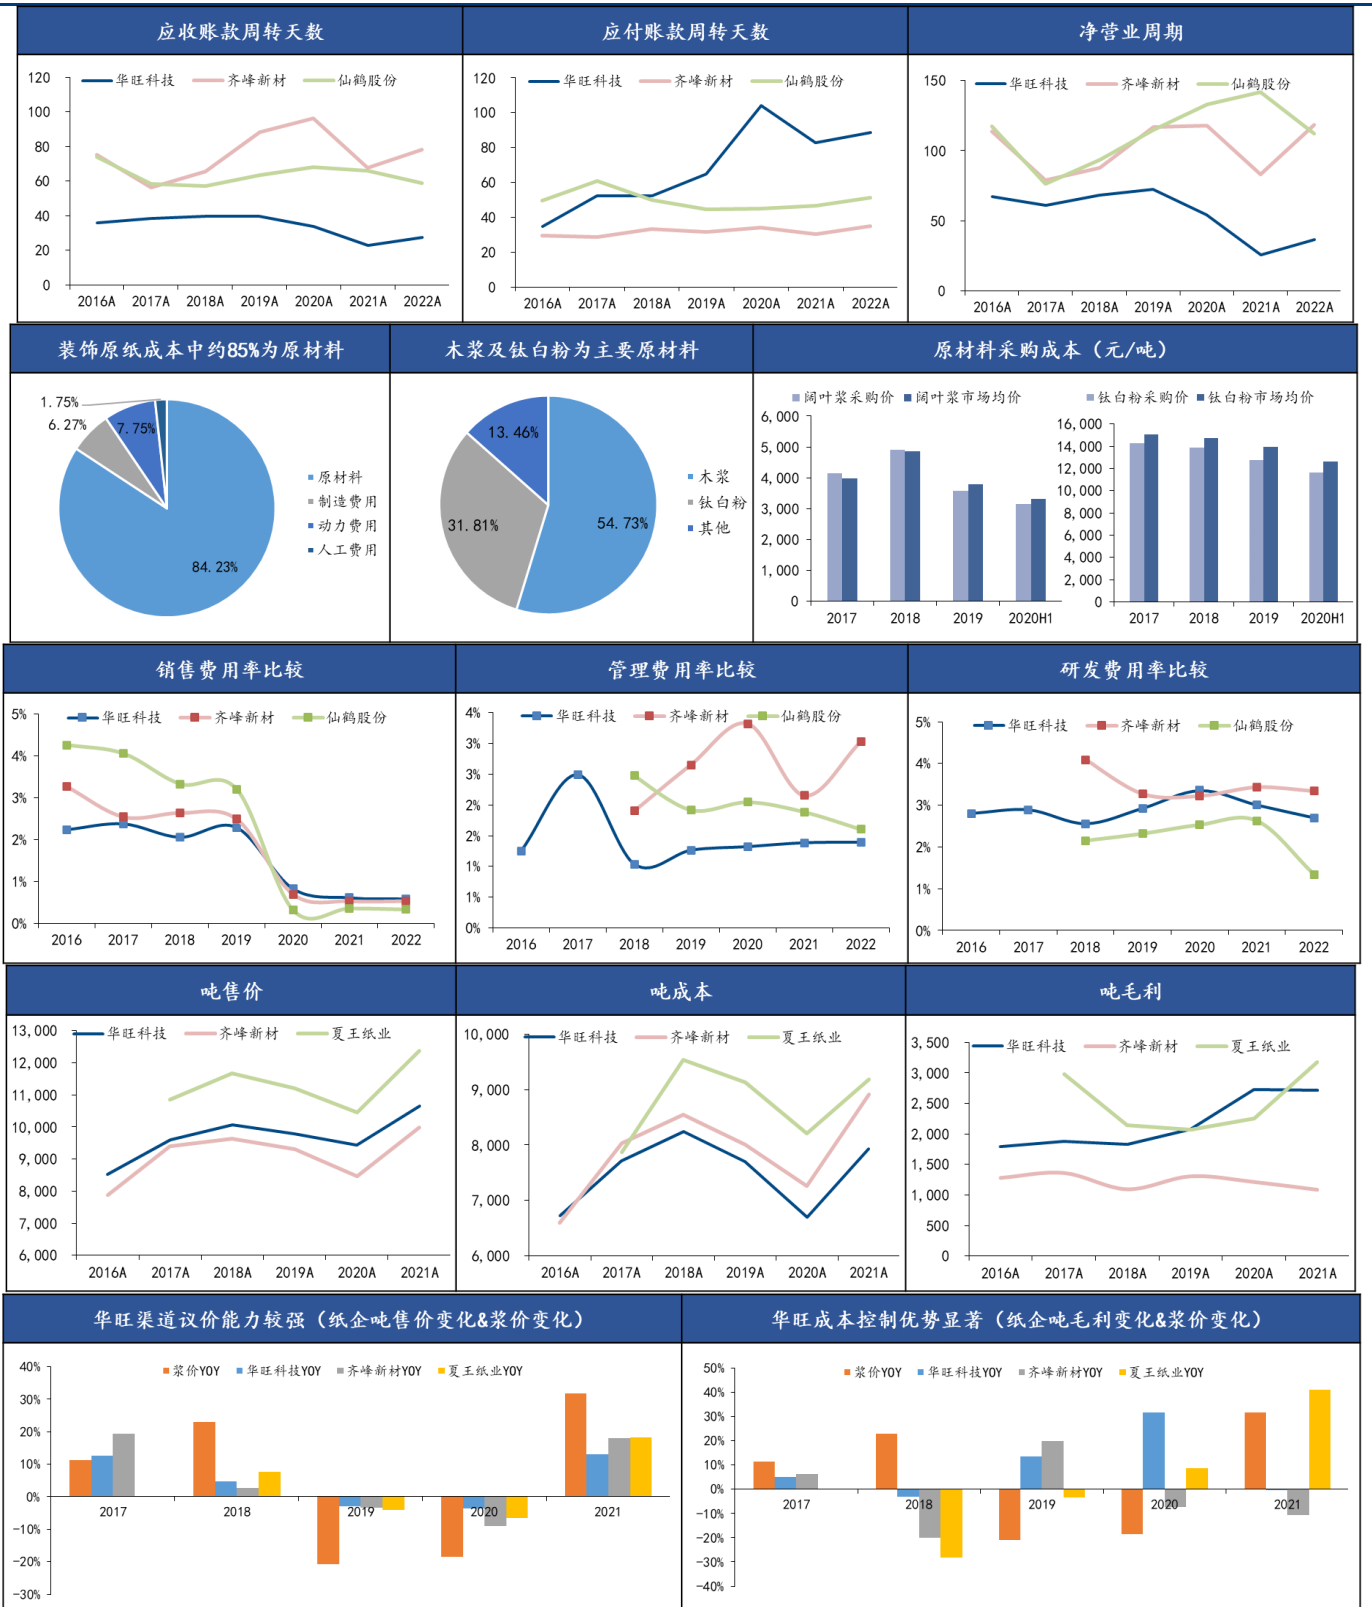 应收账款周转天数
应付账款周转天数
净营业周期
华旺科技 齐峰新材 仙鹤股份
120
100
80
60
40
20
0
2016A 2017A 2018A 2019A 2020A 2021A 2022A
华旺科技 齐峰新材 仙鹤股份
120
100
80
60
40
20
0
2016A 2017A 2018A 2019A 2020A 2021A 2022A
华旺科技 齐峰新材 仙鹤股份
150
100
50
0
2016A 2017A 2018A 2019A 2020A 2021A 2022A
装饰原纸成本中约85%为原材料
木浆及钛白粉为主要原材料
原材料采购成本（元/吨）
1.75%
6.27%
7.75%
84.23%
原材料
制造费用
动力费用
人工费用
13.46%
31.81%
54.73%
木浆
钛白粉
其他
阔叶浆采购价 阔叶浆市场均价
6,000
5,000
4,000
3,000
2,000
1,000
0
2017 2018 2019 2020H1
钛白粉采购价 钛白粉市场均价
16,000
14,000
12,000
10,000
8,000
6,000
4,000
2,000
0
2017 2018 2019 2020H1
销售费用率比较
管理费用率比较
研发费用率比较
华旺科技 齐峰新材 仙鹤股份
5%
4%
3%
2%
1%
0%
2016 2017 2018 2019 2020 2021 2022
华旺科技 齐峰新材 仙鹤股份
4%
3%
3%
2%
2%
1%
1%
0%
2016 2017 2018 2019 2020 2021 2022
华旺科技 齐峰新材 仙鹤股份
5%
4%
3%
2%
1%
0%
2016 2017 2018 2019 2020 2021 2022
吨售价
吨成本
吨毛利
华旺科技 齐峰新材 夏王纸业
13,000
12,000
11,000
10,000
9,000
8,000
7,000
6,000
2016A 2017A 2018A 2019A 2020A 2021A
华旺科技 齐峰新材 夏王纸业
10,000
9,000
8,000
7,000
6,000
2016A 2017A 2018A 2019A 2020A 2021A
华旺科技 齐峰新材 夏王纸业
3,500
3,000
2,500
2,000
1,500
1,000
500
0
2016A 2017A 2018A 2019A 2020A 2021A
华旺渠道议价能力较强（纸企吨售价变化&浆价变化）
华旺成本控制优势显著（纸企吨毛利变化&浆价变化）
浆价YOY 华旺科技YOY 齐峰新材YOY 夏王纸业YOY
40%
30%
20%
10%
0%
-10%
-20%
-30%
2017 2018 2019 2020 2021
浆价YOY 华旺科技YOY 齐峰新材YOY 夏王纸业YOY
50%
40%
30%
20%
10%
0%
-10%
-20%
-30%
-40%
2017 2018 2019 2020 2021